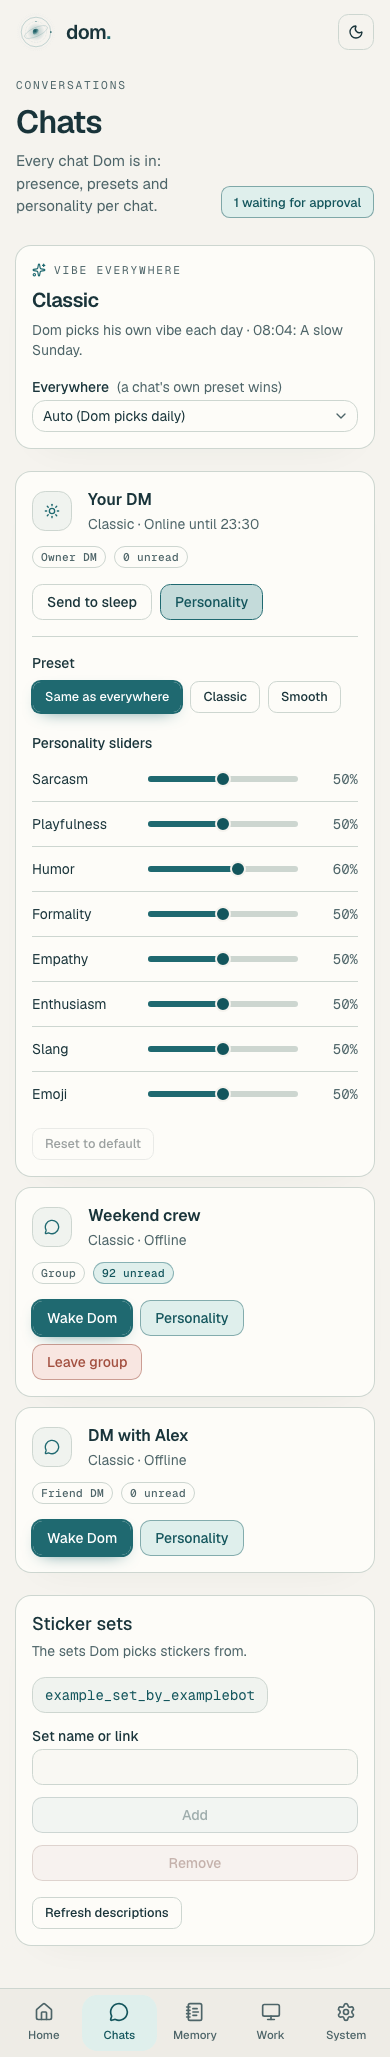 dom.
CONVERSATIONS
Chats
Every chat Dom is in:
presence, presets and
personality per chat.
1 waiting for approval
VIBE EVERYWHERE
Classic
Dom picks his own vibe each day · 08:04: A slow
Sunday.
Everywhere (a chat's own preset wins)
Auto (Dom picks daily)
Your DM
Classic · Online until 23:30
Owner DM 0 unread
Send to sleep Personality
Preset
Same as everywhere Classic Smooth
Personality sliders
Sarcasm 50%
Playfulness 50%
Humor 60%
Formality 50%
Empathy 50%
Enthusiasm 50%
Slang 50%
Emoji 50%
Reset to default
Weekend crew
Classic · Offline
Group 92 unread
Wake Dom Personality
Leave group
DM with Alex
Classic · Offline
Friend DM 0 unread
Wake Dom Personality
Sticker sets
The sets Dom picks stickers from.
example_set_by_examplebot
Set name or link
Add
Remove
Refresh descriptions
Home Chats Memory Work System